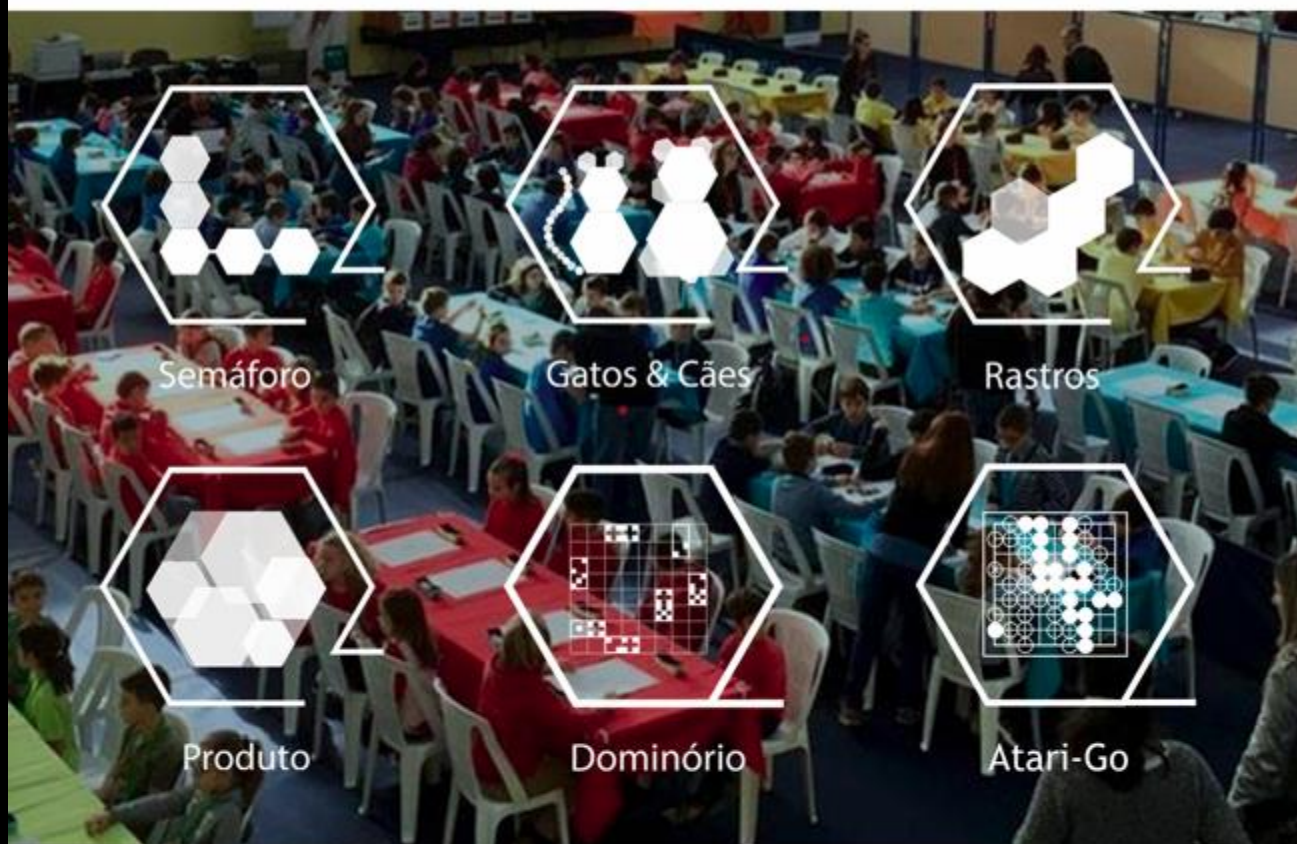 Semáforo
Gatos & Cães
Rastros
Produto
Dominório
Atari-Go